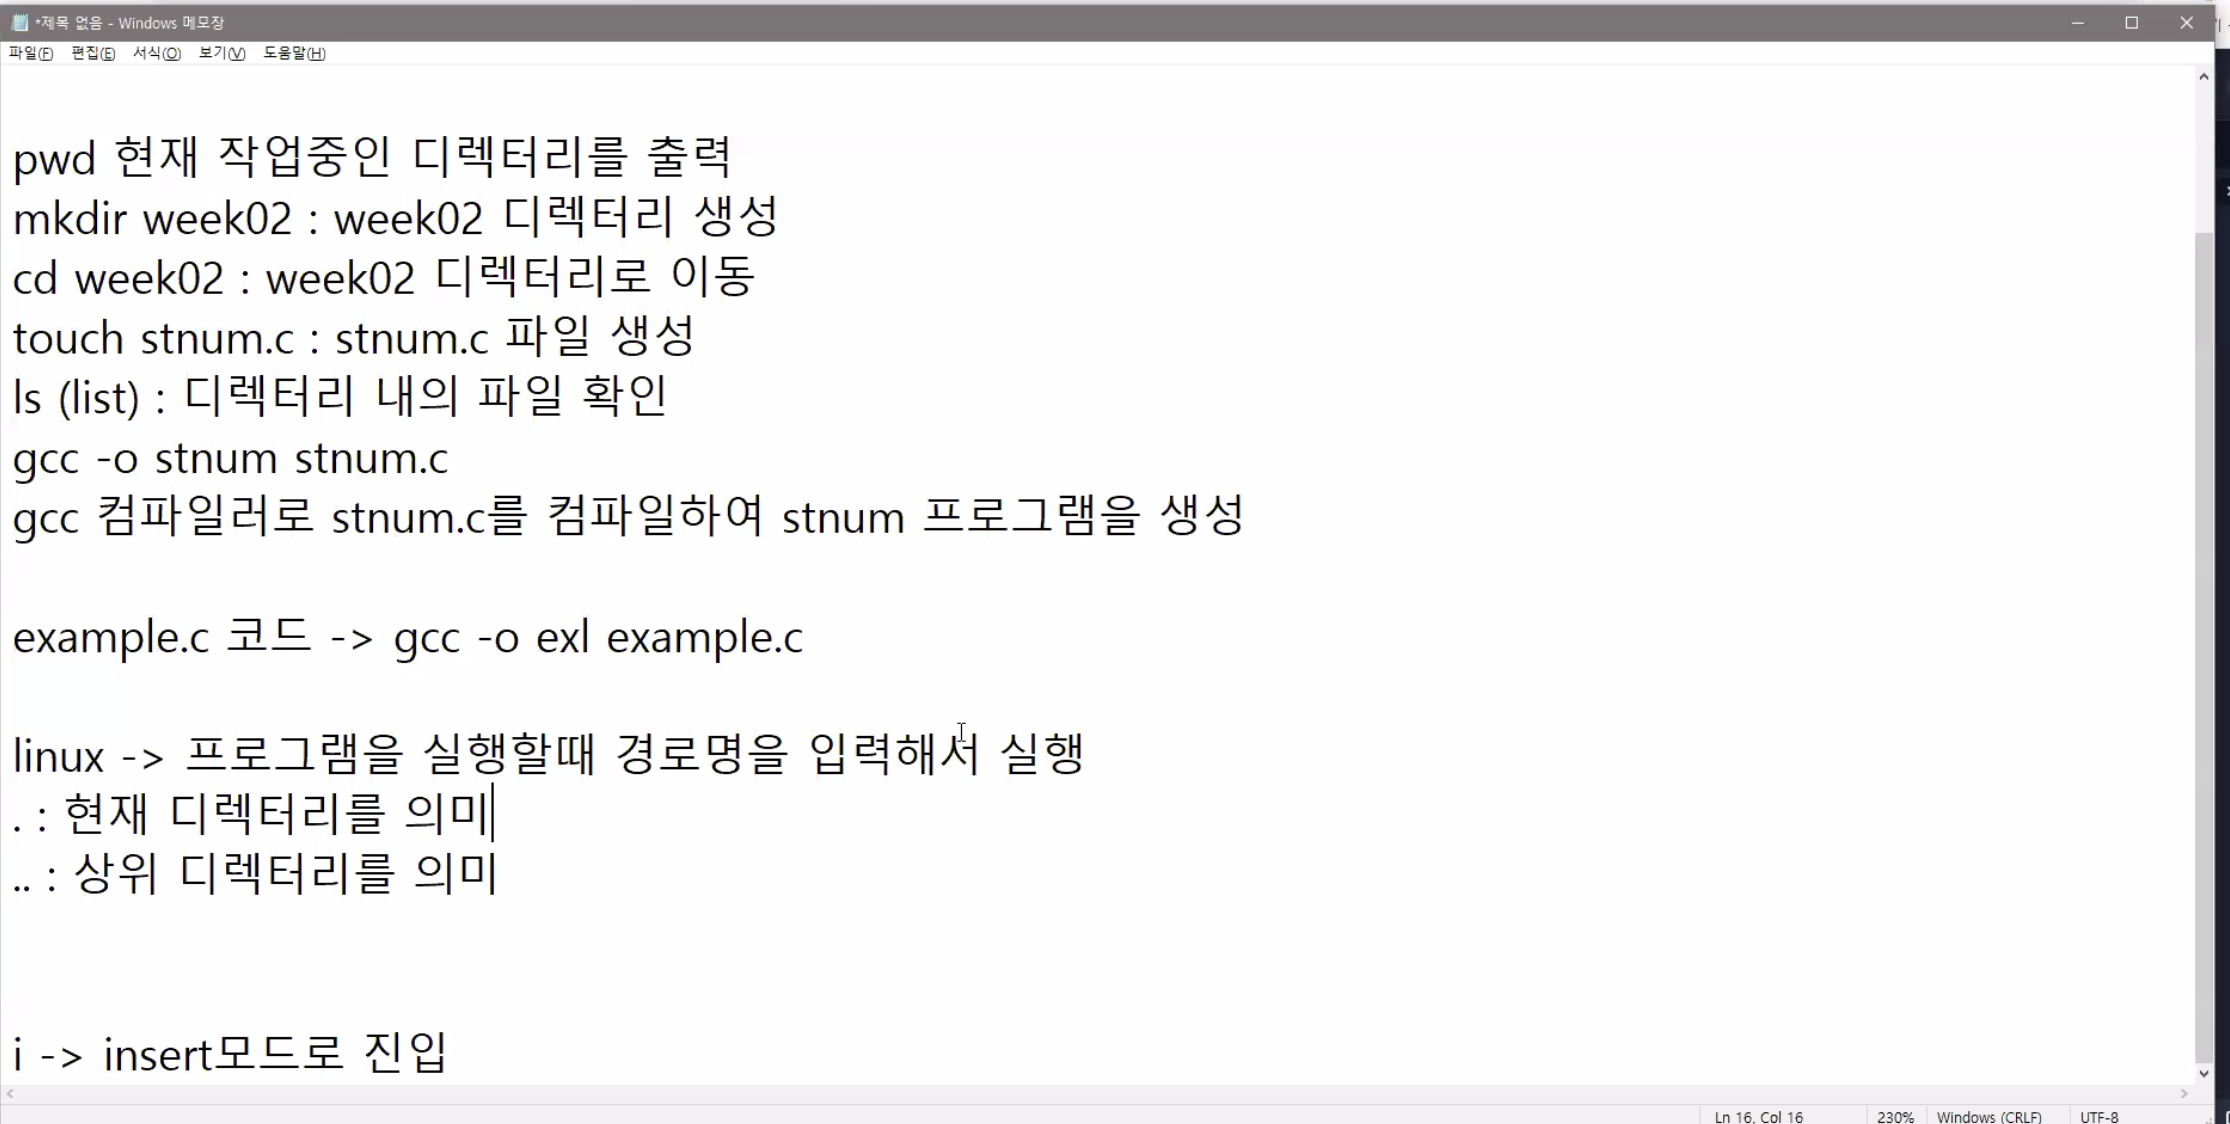 *제목 없음 - Windows 메모장
파일(F) 편집(E) 서식(O) 보기(V) 도움말(H)
pwd 현재 작업중인 디렉터리를 출력
mkdir week02 : week02 디렉터리 생성
cd week02 : week02 디렉터리로 이동
touch stnum.c : stnum.c 파일 생성
ls (list) : 디렉터리 내의 파일 확인
gcc -o stnum stnum.c
gcc 컴파일러로 stnum.c를 컴파일하여 stnum 프로그램을 생성
example.c 코드 -> gcc -o exl example.c
linux -> 프로그램을 실행할때 경로명을 입력해서 실행
. : 현재 디렉터리를 의미
.. : 상위 디렉터리를 의미
i -> insert모드로 진입
Ln 16, Col 16 230% Windows (CRLF) UTF-8